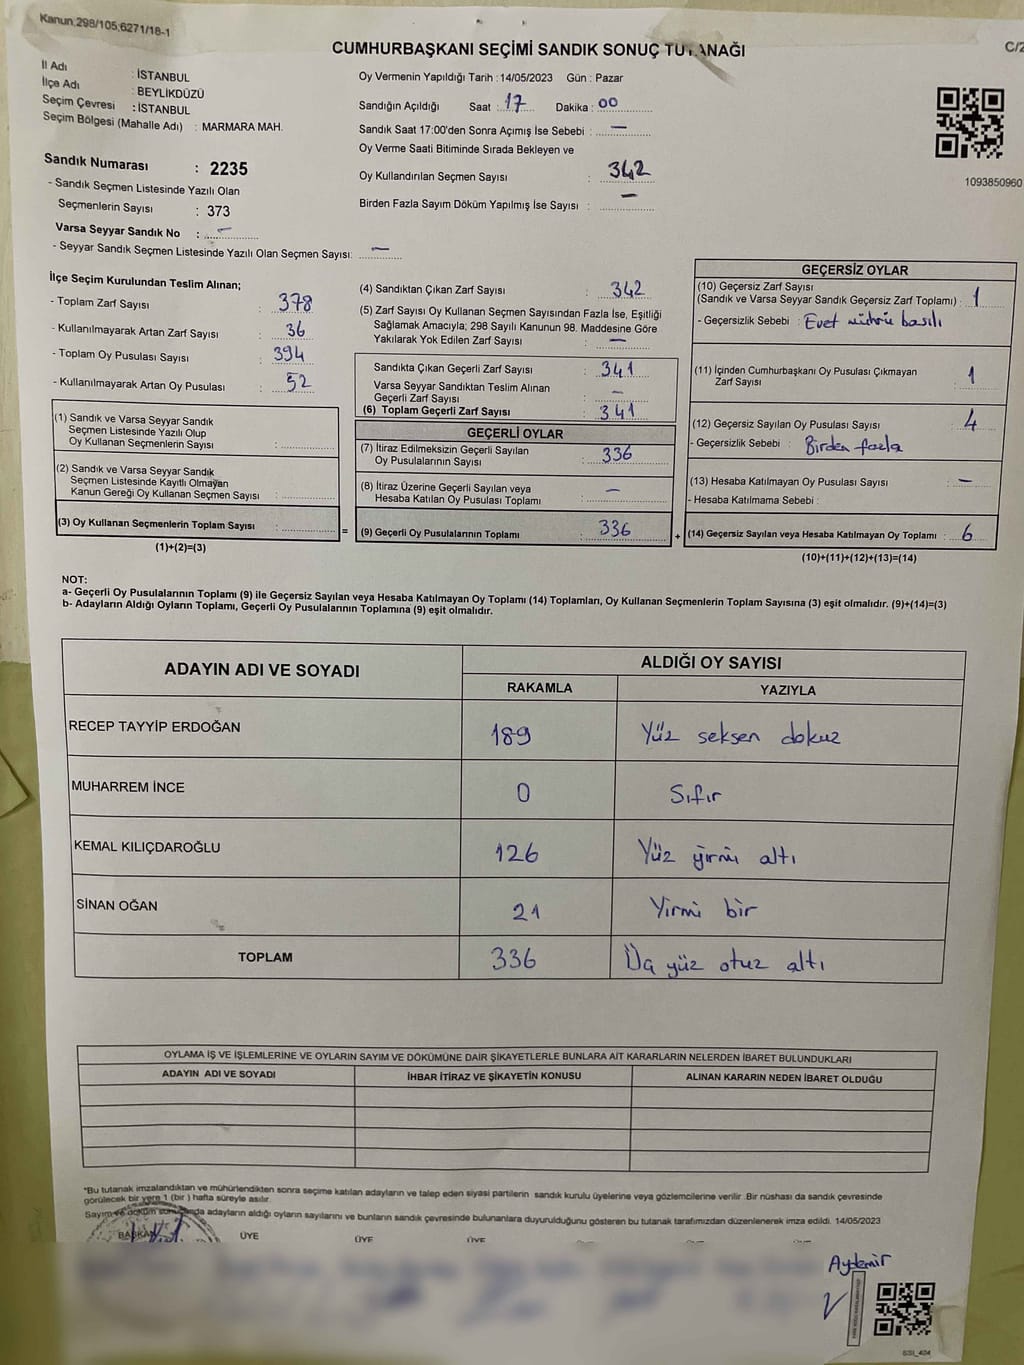 Kanun;298/105;6271/18-1
CUMHURBAŞKANI SEÇİMİ SANDIK SONUÇ TUTANAĞI
C/2
İl Adı : İSTANBUL
İlçe Adı : BEYLİKDÜZÜ
Seçim Çevresi : İSTANBUL
Seçim Bölgesi (Mahalle Adı) : MARMARA MAH.
Oy Vermenin Yapıldığı Tarih :14/05/2023 Gün : Pazar
Sandığın Açıldığı Saat : 17 Dakika : 00
Sandık Saat 17:00'den Sonra Açımış İse Sebebi : —
Oy Verme Saati Bitiminde Sırada Bekleyen ve
Oy Kullandırılan Seçmen Sayısı : 342
Birden Fazla Sayım Döküm Yapılmış İse Sayısı : —
1093850960
Sandık Numarası : 2235
- Sandık Seçmen Listesinde Yazılı Olan
Seçmenlerin Sayısı : 373
Varsa Seyyar Sandık No : —
- Seyyar Sandık Seçmen Listesinde Yazılı Olan Seçmen Sayısı: —
İlçe Seçim Kurulundan Teslim Alınan;
- Toplam Zarf Sayısı : 378
- Kullanılmayarak Artan Zarf Sayısı : 36
- Toplam Oy Pusulası Sayısı : 394
- Kullanılmayarak Artan Oy Pusulası : 52
(1) Sandık ve Varsa Seyyar Sandık
Seçmen Listesinde Yazılı Olup
Oy Kullanan Seçmenlerin Sayısı :
(2) Sandık ve Varsa Seyyar Sandık
Seçmen Listesinde Kayıtlı Olmayan
Kanun Gereği Oy Kullanan Seçmen Sayısı :
(3) Oy Kullanan Seçmenlerin Toplam Sayısı : =
(1)+(2)=(3)
(4) Sandıktan Çıkan Zarf Sayısı : 342
(5) Zarf Sayısı Oy Kullanan Seçmen Sayısından Fazla İse, Eşitliği
Sağlamak Amacıyla; 298 Sayılı Kanunun 98. Maddesine Göre
Yakılarak Yok Edilen Zarf Sayısı : —
Sandıkta Çıkan Geçerli Zarf Sayısı : 341
Varsa Seyyar Sandıktan Teslim Alınan
Geçerli Zarf Sayısı : —
(6) Toplam Geçerli Zarf Sayısı : 341
GEÇERLİ OYLAR
(7) İtiraz Edilmeksizin Geçerli Sayılan
Oy Pusulalarının Sayısı : 336
(8) İtiraz Üzerine Geçerli Sayılan veya
Hesaba Katılan Oy Pusulası Toplamı : —
(9) Geçerli Oy Pusulalarının Toplamı : 336 +
GEÇERSİZ OYLAR
(10) Geçersiz Zarf Sayısı
(Sandık ve Varsa Seyyar Sandık Geçersiz Zarf Toplamı) : 1
- Geçersizlik Sebebi : Evet mührü basılı
(11) İçinden Cumhurbaşkanı Oy Pusulası Çıkmayan
Zarf Sayısı : 1
(12) Geçersiz Sayılan Oy Pusulası Sayısı : 4
- Geçersizlik Sebebi : Birden fazla
(13) Hesaba Katılmayan Oy Pusulası Sayısı : —
- Hesaba Katılmama Sebebi :
(14) Geçersiz Sayılan veya Hesaba Katılmayan Oy Toplamı : 6
(10)+(11)+(12)+(13)=(14)
NOT:
a- Geçerli Oy Pusulalarının Toplamı (9) ile Geçersiz Sayılan veya Hesaba Katılmayan Oy Toplamı (14) Toplamları, Oy Kullanan Seçmenlerin Toplam Sayısına (3) eşit olmalıdır. (9)+(14)=(3)
b- Adayların Aldığı Oyların Toplamı, Geçerli Oy Pusulalarının Toplamına (9) eşit olmalıdır.
ADAYIN ADI VE SOYADI ALDIĞI OY SAYISI
RAKAMLA YAZIYLA
RECEP TAYYİP ERDOĞAN 189 Yüz seksen dokuz
MUHARREM İNCE 0 Sıfır
KEMAL KILIÇDAROĞLU 126 Yüz yirmi altı
SİNAN OĞAN 21 Yirmi bir
TOPLAM 336 Üç yüz otuz altı
OYLAMA İŞ VE İŞLEMLERİNE VE OYLARIN SAYIM VE DÖKÜMÜNE DAİR ŞİKAYETLERLE BUNLARA AİT KARARLARIN NELERDEN İBARET BULUNDUKLARI
ADAYIN ADI VE SOYADI İHBAR İTİRAZ VE ŞİKAYETİN KONUSU ALINAN KARARIN NEDEN İBARET OLDUĞU
*Bu tutanak imzalandıktan ve mühürlendikten sonra seçime katılan adayların ve talep eden siyasi partilerin sandık kurulu üyelerine veya gözlemcilerine verilir .Bir nüshası da sandık çevresinde
görülecek bir yere 1 (bir ) hafta süreyle asılır.
Sayım ve döküm sonunda adayların aldığı oyların sayılarını ve bunların sandık çevresinde bulunanlara duyurulduğunu gösteren bu tutanak tarafımızdan düzenlenerek imza edildi. 14/05/2023
BAŞKAN ÜYE ÜYE ÜYE
Aydemir
SSI_404